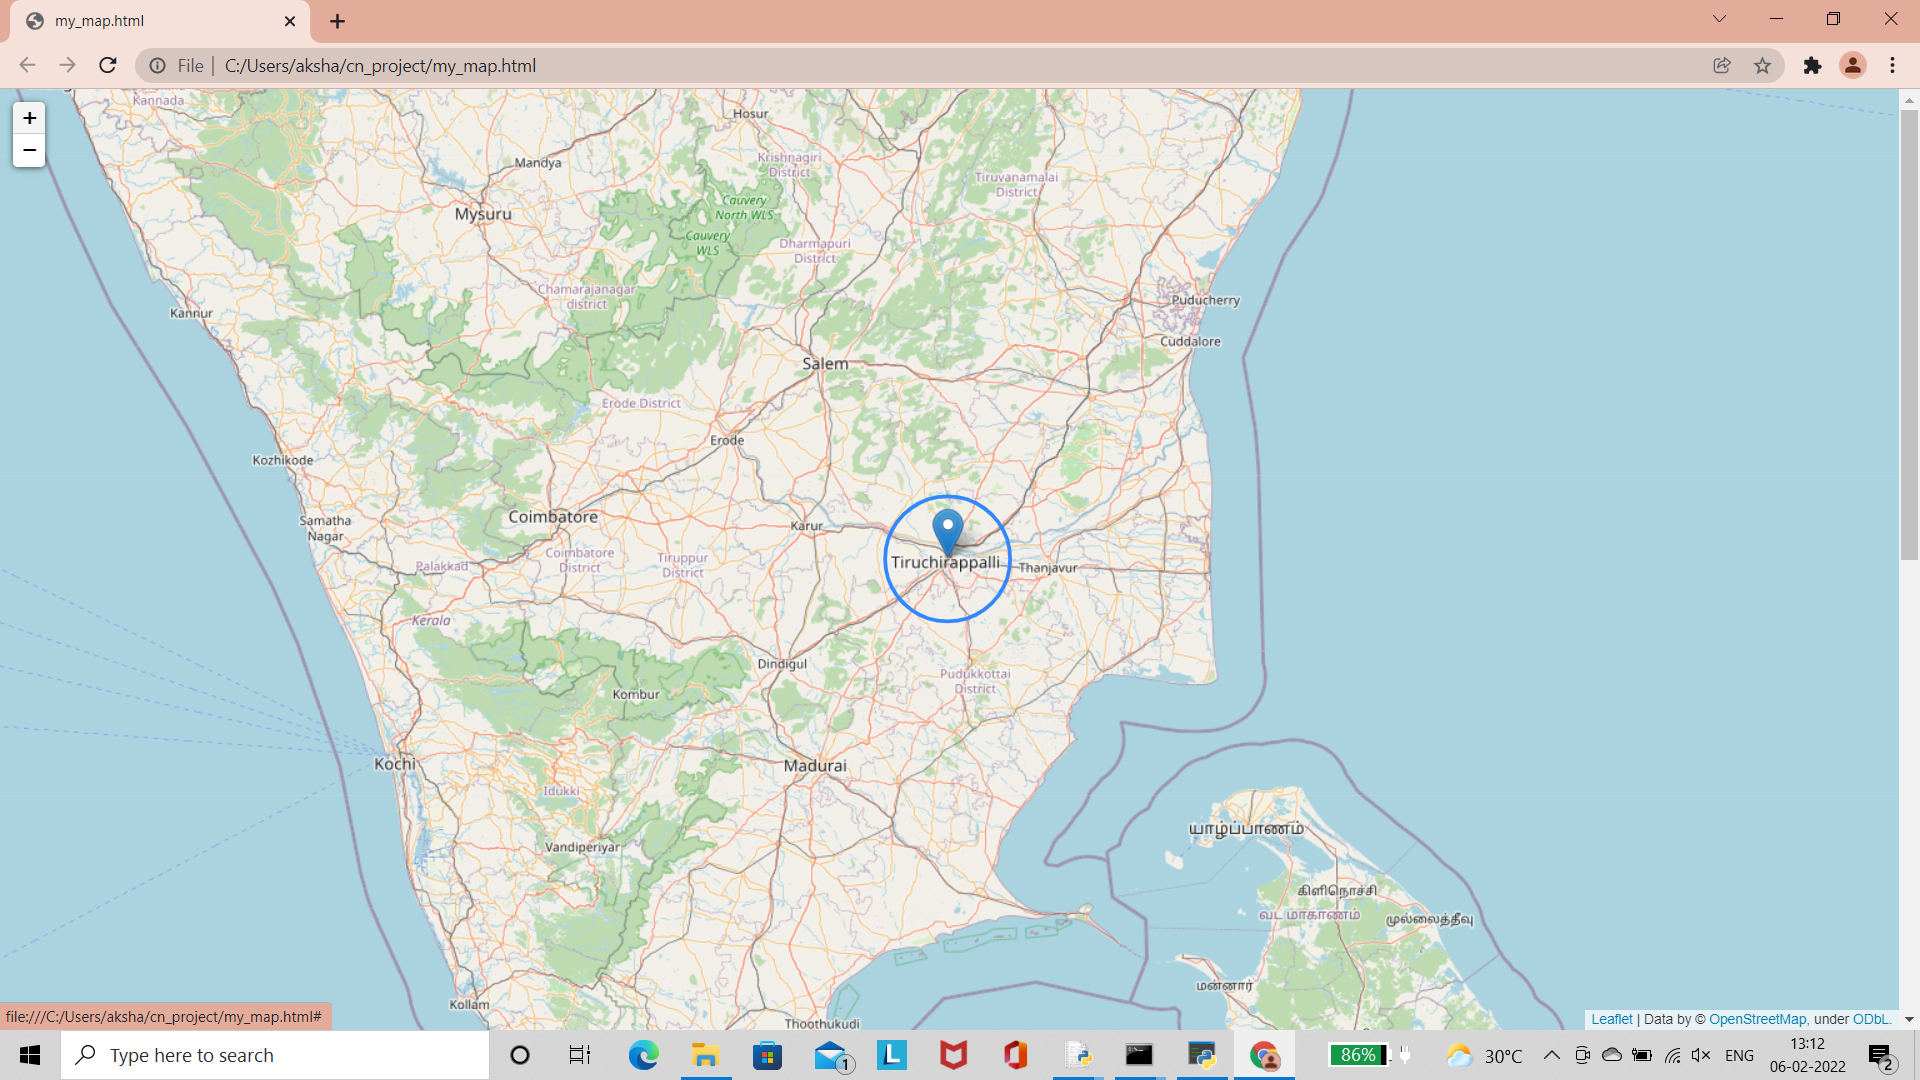 my_map.html
File
C:/Users/aksha/cn_project/my_map.html
+
−
Kannada
Hosur
Mandya
Krishnagiri
District
Tiruvanamalai
District
Cauvery
North WLS
Mysuru
Cauvery
WLS
Dharmapuri
District
Chamarajanagar
district
Puducherry
Kannur
Cuddalore
Salem
Erode District
Erode
Kozhikode
Coimbatore
Samatha
Nagar
Karur
Coimbatore
District
Tiruppur
District
Palakkad
Tiruchirappalli
Thanjavur
Kerala
Dindigul
Pudukkottai
District
Kombur
Kochi
Madurai
Idukki
யாழ்ப்பாணம்
Vandiperiyar
கிளிநொச்சி
வட மாகாணம்
முல்லைத்தீவு
மன்னார்
Kollam
Thoothukudi
file:///C:/Users/aksha/cn_project/my_map.html#
Leaflet | Data by © OpenStreetMap, under ODbL.
Type here to search
1
L
86%
30°C
ENG
13:12
06-02-2022
2